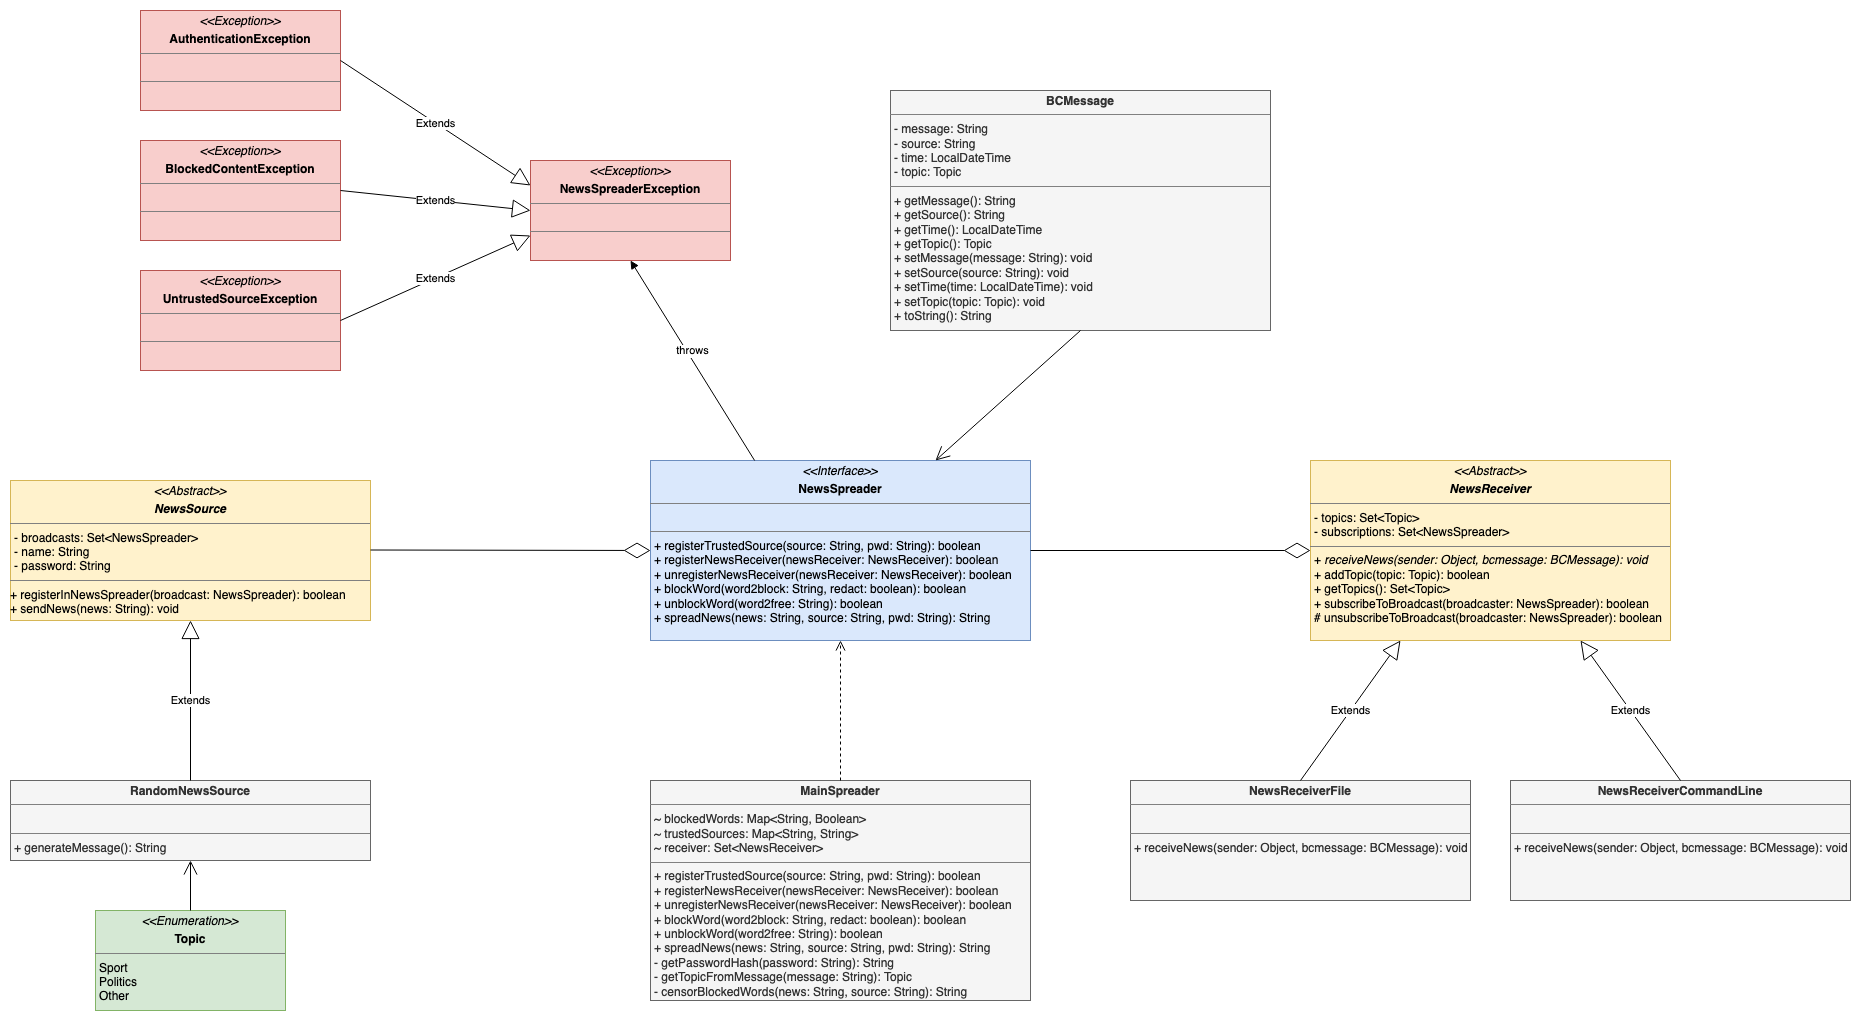 <<Exception>>
AuthenticationException
<<Exception>>
BlockedContentException
<<Exception>>
UntrustedSourceException
Extends
Extends
Extends
<<Exception>>
NewsSpreaderException
throws
BCMessage
- message: String
- source: String
- time: LocalDateTime
- topic: Topic
+ getMessage(): String
+ getSource(): String
+ getTime(): LocalDateTime
+ getTopic(): Topic
+ setMessage(message: String): void
+ setSource(source: String): void
+ setTime(time: LocalDateTime): void
+ setTopic(topic: Topic): void
+ toString(): String
<<Abstract>>
NewsSource
- broadcasts: Set<NewsSpreader>
- name: String
- password: String
+ registerInNewsSpreader(broadcast: NewsSpreader): boolean
+ sendNews(news: String): void
<<Interface>>
NewsSpreader
+ registerTrustedSource(source: String, pwd: String): boolean
+ registerNewsReceiver(newsReceiver: NewsReceiver): boolean
+ unregisterNewsReceiver(newsReceiver: NewsReceiver): boolean
+ blockWord(word2block: String, redact: boolean): boolean
+ unblockWord(word2free: String): boolean
+ spreadNews(news: String, source: String, pwd: String): String
<<Abstract>>
NewsReceiver
- topics: Set<Topic>
- subscriptions: Set<NewsSpreader>
+ receiveNews(sender: Object, bcmessage: BCMessage): void
+ addTopic(topic: Topic): boolean
+ getTopics(): Set<Topic>
+ subscribeToBroadcast(broadcaster: NewsSpreader): boolean
# unsubscribeToBroadcast(broadcaster: NewsSpreader): boolean
Extends
Extends
Extends
RandomNewsSource
+ generateMessage(): String
<<Enumeration>>
Topic
Sport
Politics
Other
MainSpreader
~ blockedWords: Map<String, Boolean>
~ trustedSources: Map<String, String>
~ receiver: Set<NewsReceiver>
+ registerTrustedSource(source: String, pwd: String): boolean
+ registerNewsReceiver(newsReceiver: NewsReceiver): boolean
+ unregisterNewsReceiver(newsReceiver: NewsReceiver): boolean
+ blockWord(word2block: String, redact: boolean): boolean
+ unblockWord(word2free: String): boolean
+ spreadNews(news: String, source: String, pwd: String): String
- getPasswordHash(password: String): String
- getTopicFromMessage(message: String): Topic
- censorBlockedWords(news: String, source: String): String
NewsReceiverFile
+ receiveNews(sender: Object, bcmessage: BCMessage): void
NewsReceiverCommandLine
+ receiveNews(sender: Object, bcmessage: BCMessage): void